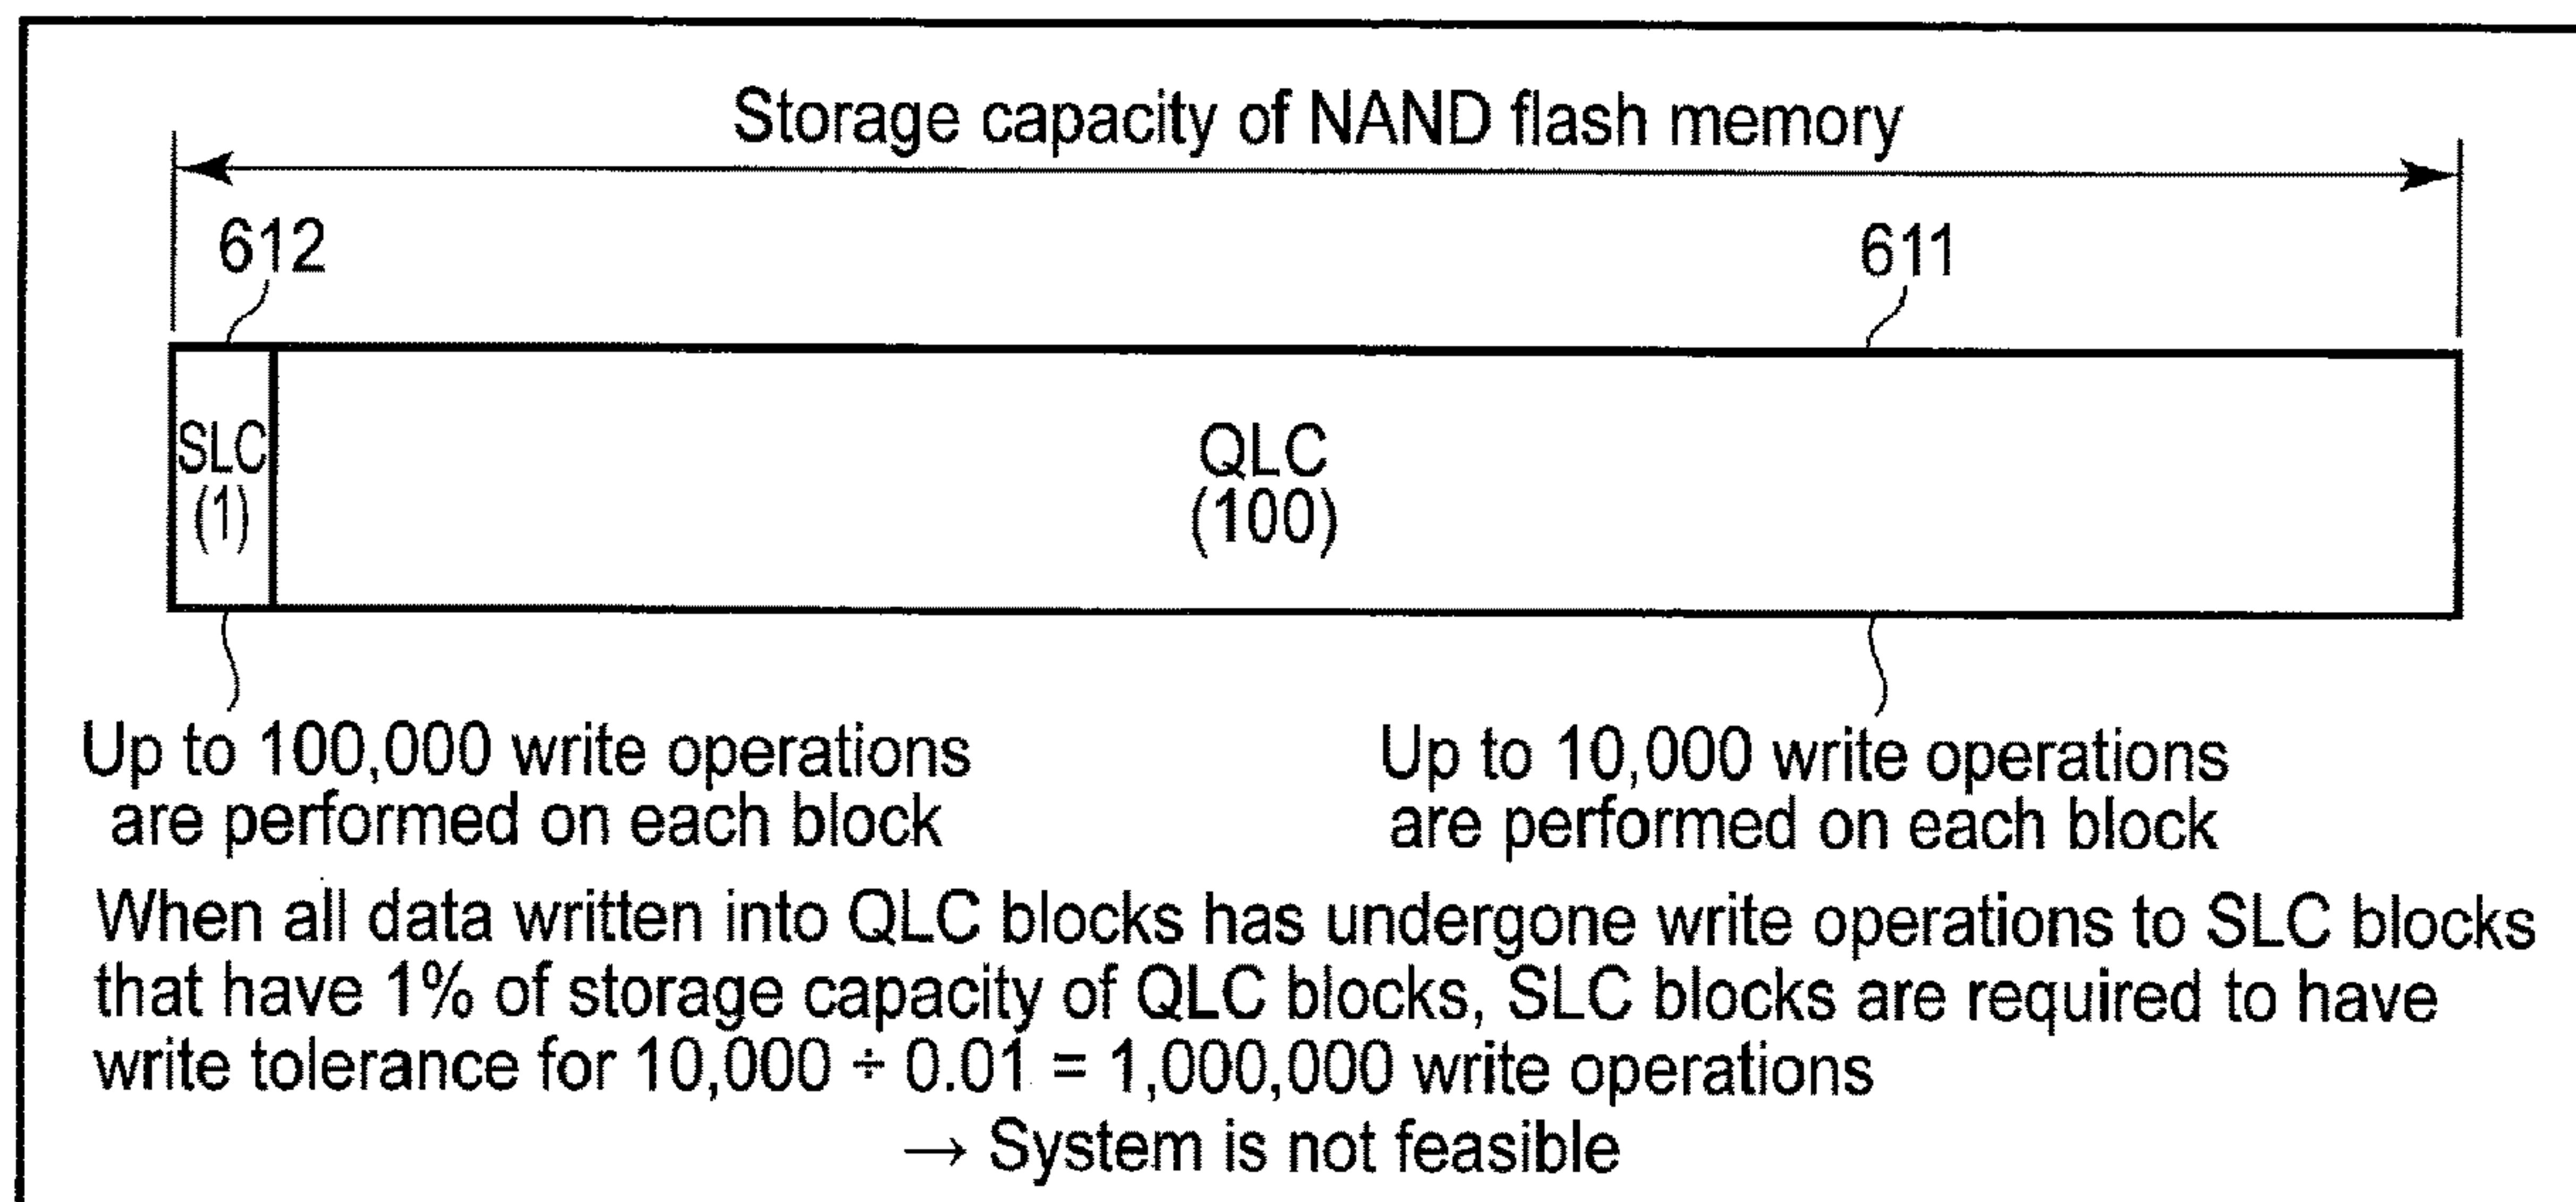 Storage capacity of NAND flash memory
612
611
SLC
(1)
QLC
(100)
Up to 100,000 write operations
are performed on each block
Up to 10,000 write operations
are performed on each block
When all data written into QLC blocks has undergone write operations to SLC blocks
that have 1% of storage capacity of QLC blocks, SLC blocks are required to have
write tolerance for 10,000 ÷ 0.01 = 1,000,000 write operations
→ System is not feasible